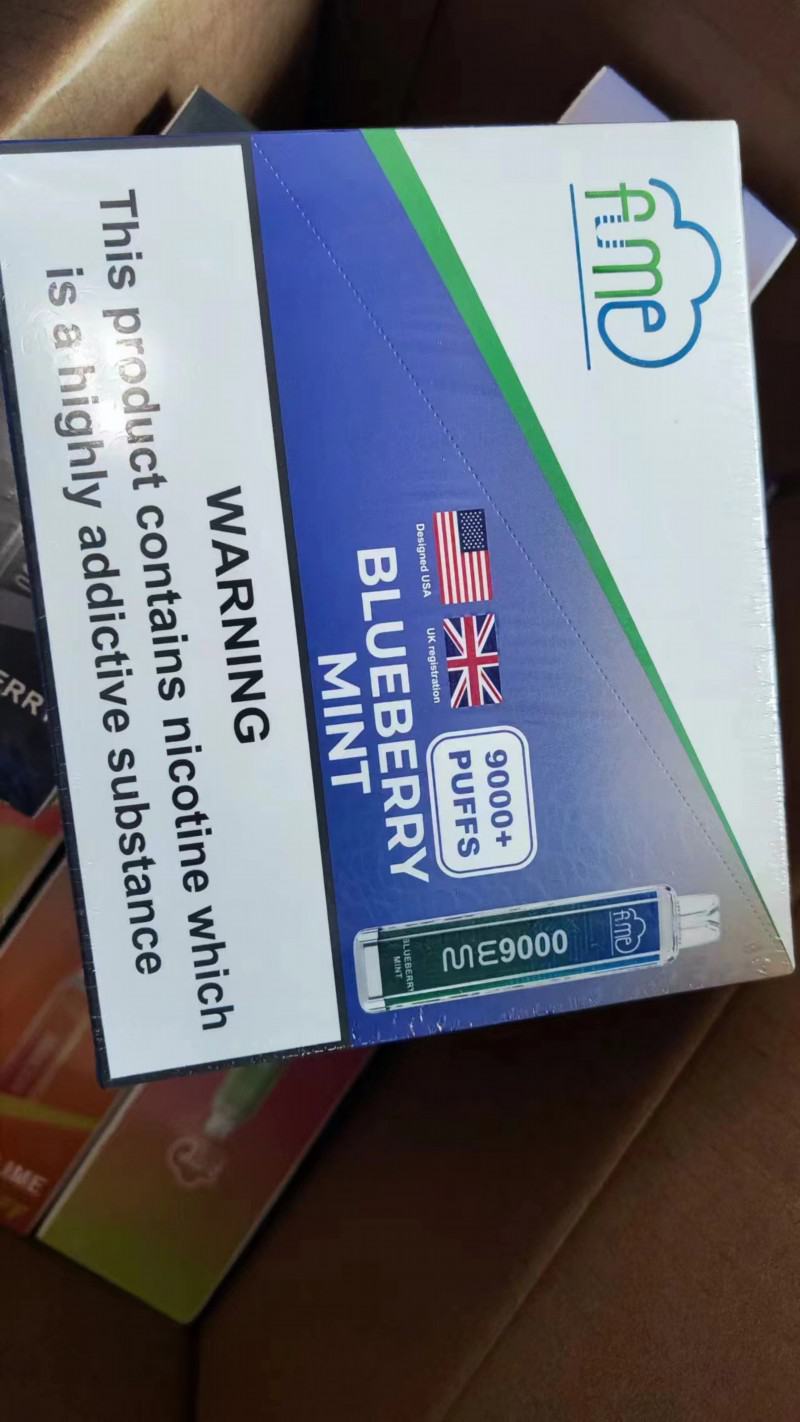 fume
Designed USA
UK registration
9000+
PUFFS
BLUEBERRY
MINT
fume
9000
BLUEBERRY
MINT
WARNING
This product contains nicotine which
is a highly addictive substance